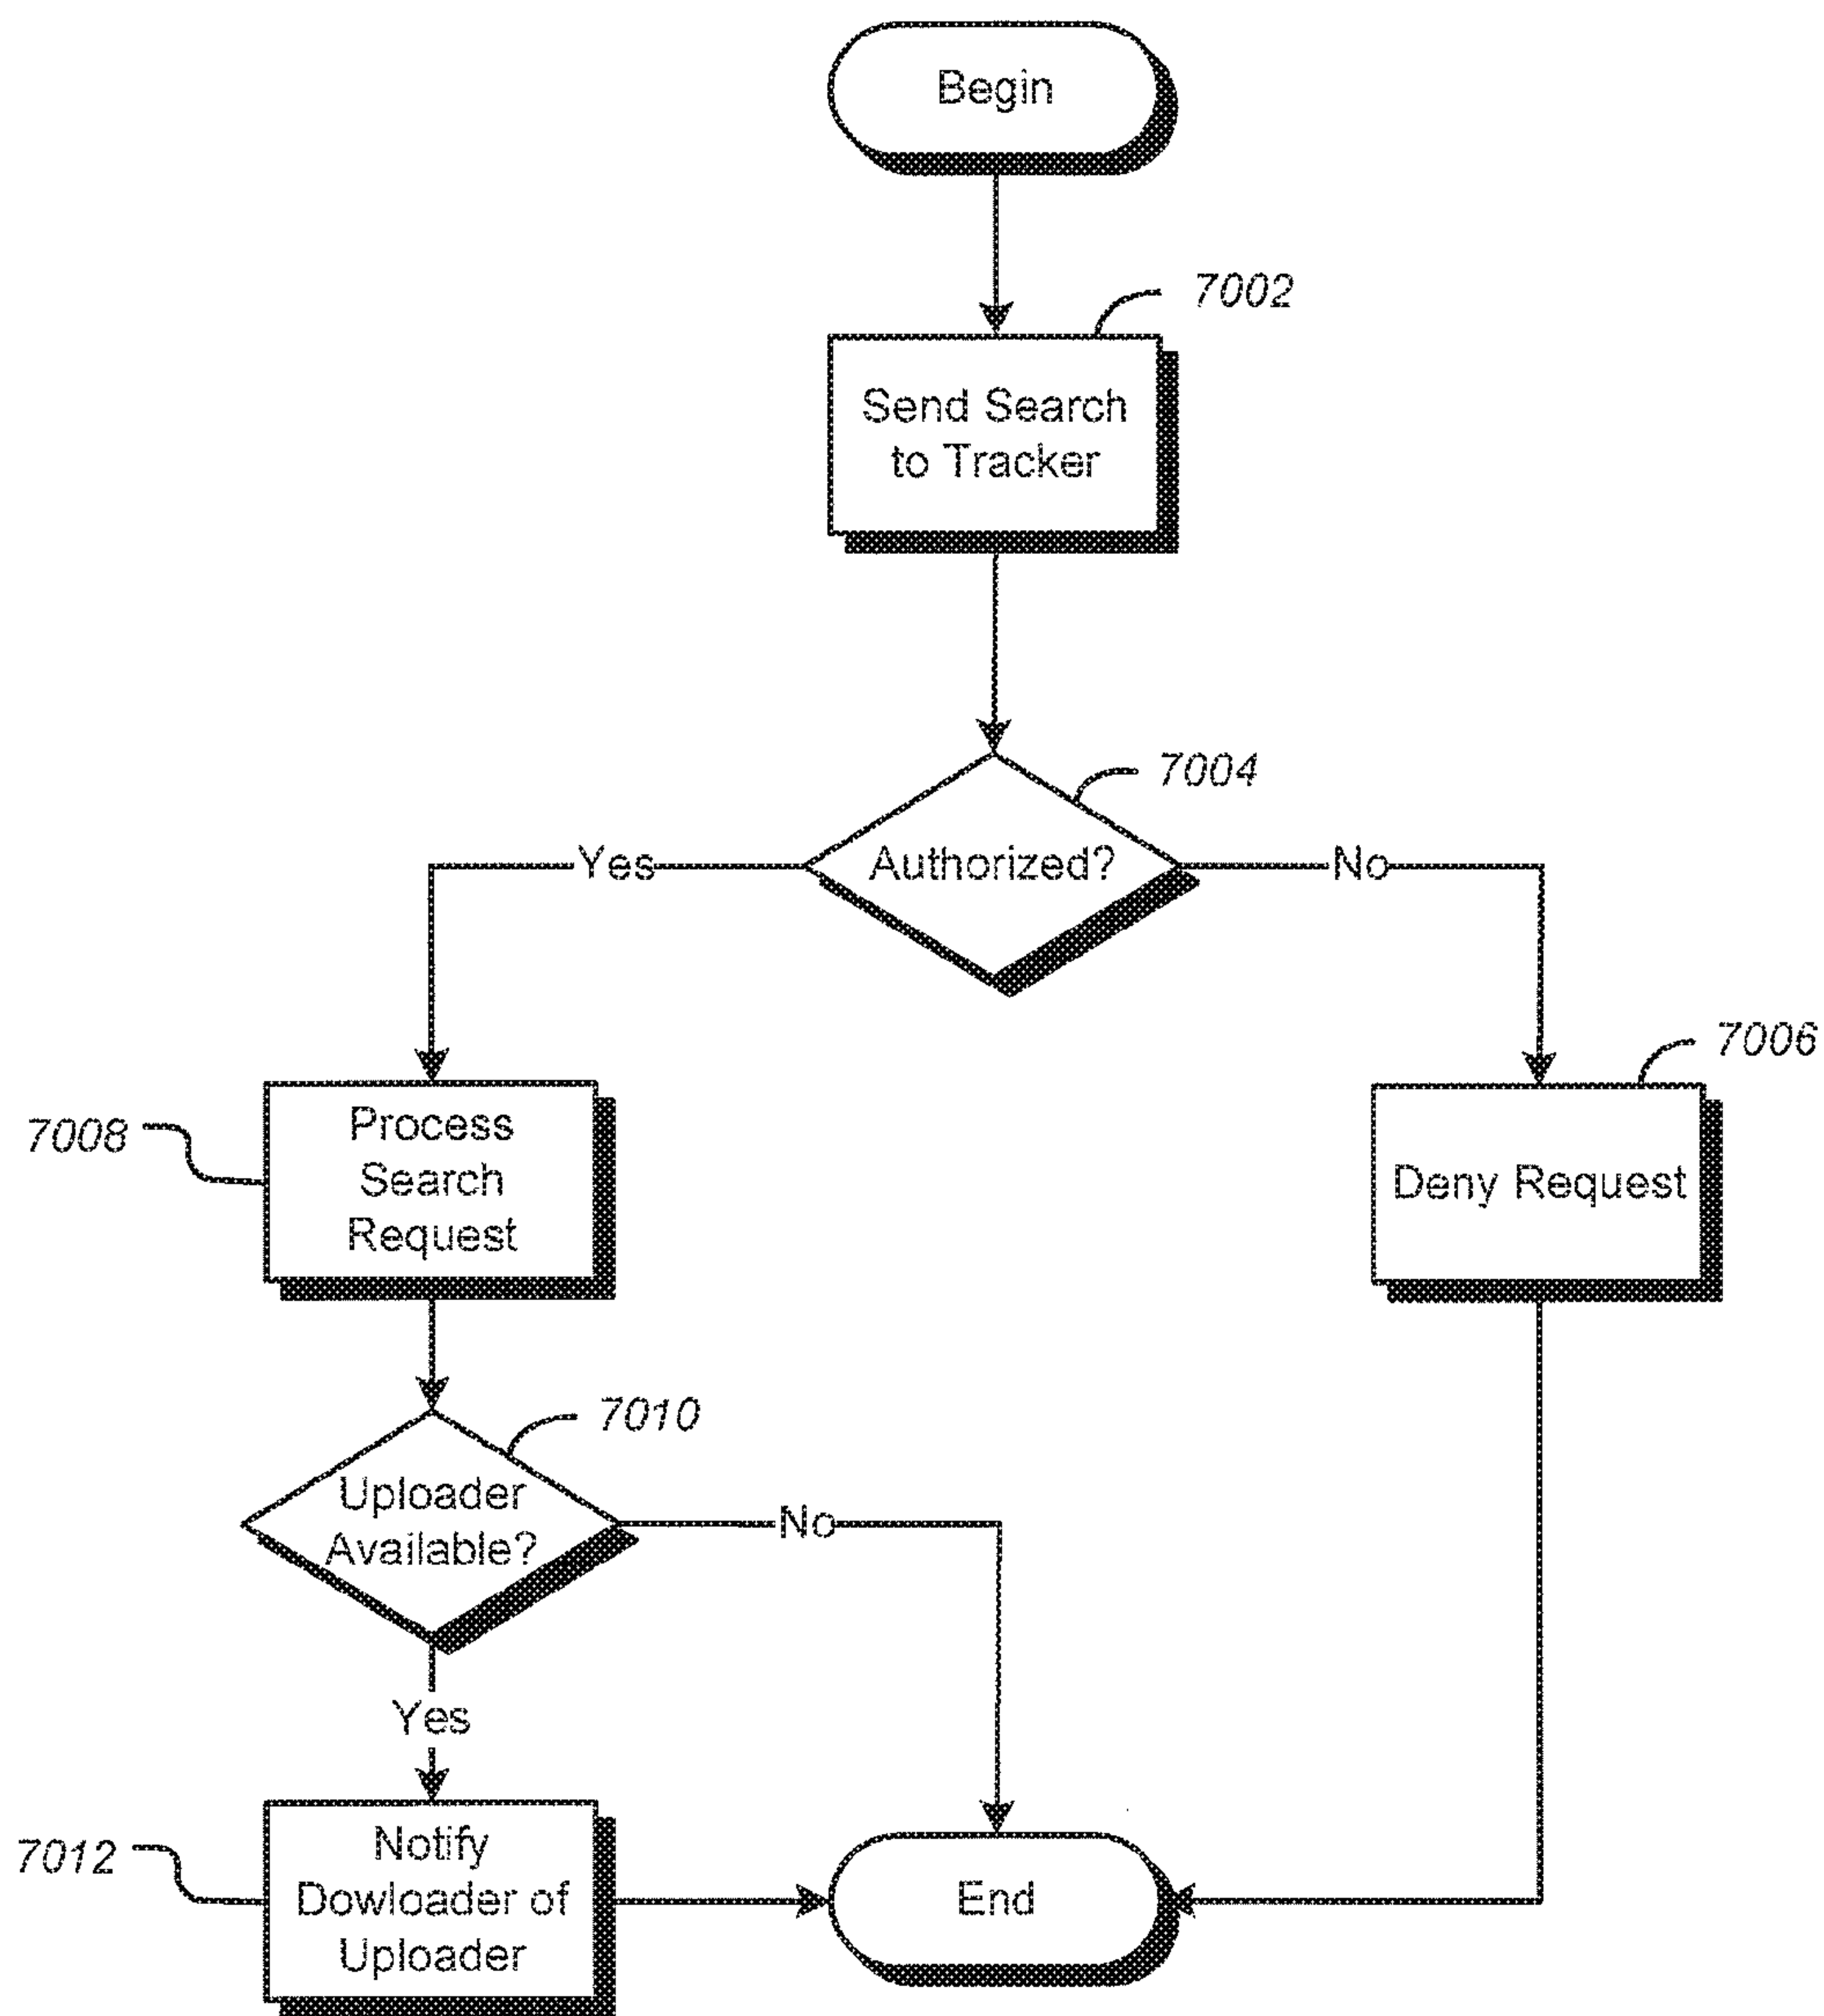 Begin
7002
Send Search
to Tracker
7004
Authorized?
Yes
No
7006
7008
Process
Search
Request
Deny Request
7010
Uploader
Available?
No
Yes
7012
Notify
Dowloader of
Uploader
End